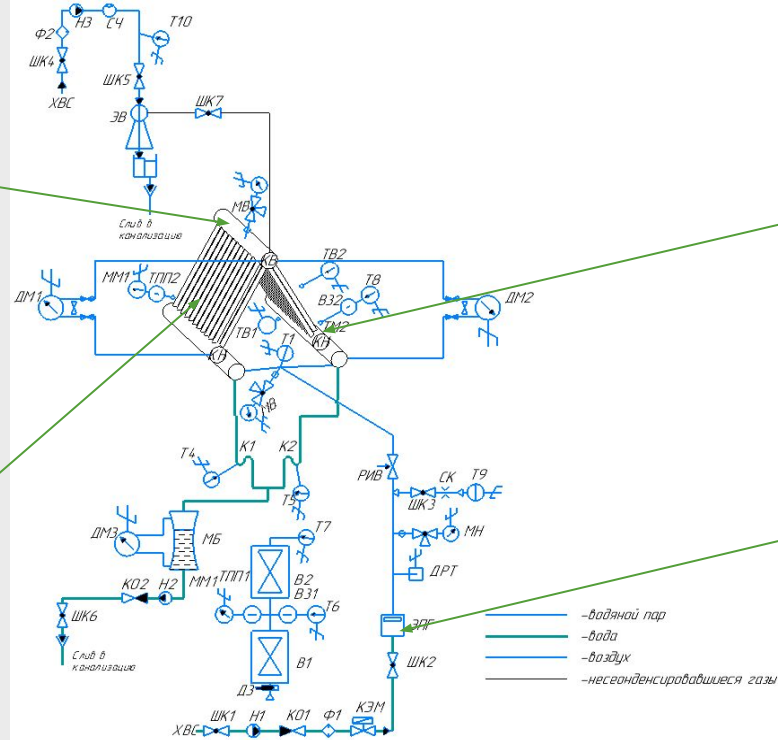 Т10
НЗ
СЧ
Ф2
ШК4
ШК5
ХВС
ЭВ
ШК7
МВ
Слив в
канализацию
КВ
ТВ2
ММ1
ТПП2
Т8
ВЗ2
ДМ1
ДМ2
ТВ1
ТМ2
КН
КН
Т1
НВ
К1
К2
Т4
РИВ
СК
Т9
ШК3
Т5
МН
ДМ3
МБ
Т7
ДРТ
КО2
Н2
ММ1
ТПП1
В2
ВЗ1
Т6
ШК6
ЭПГ
–водяной пар
–вода
Слив в
канализацию
В1
ШК2
–воздух
–несконденсировавшиеся газы
ДЗ
КЭМ
ХВС
ШК1
Н1
КО1
Ф1